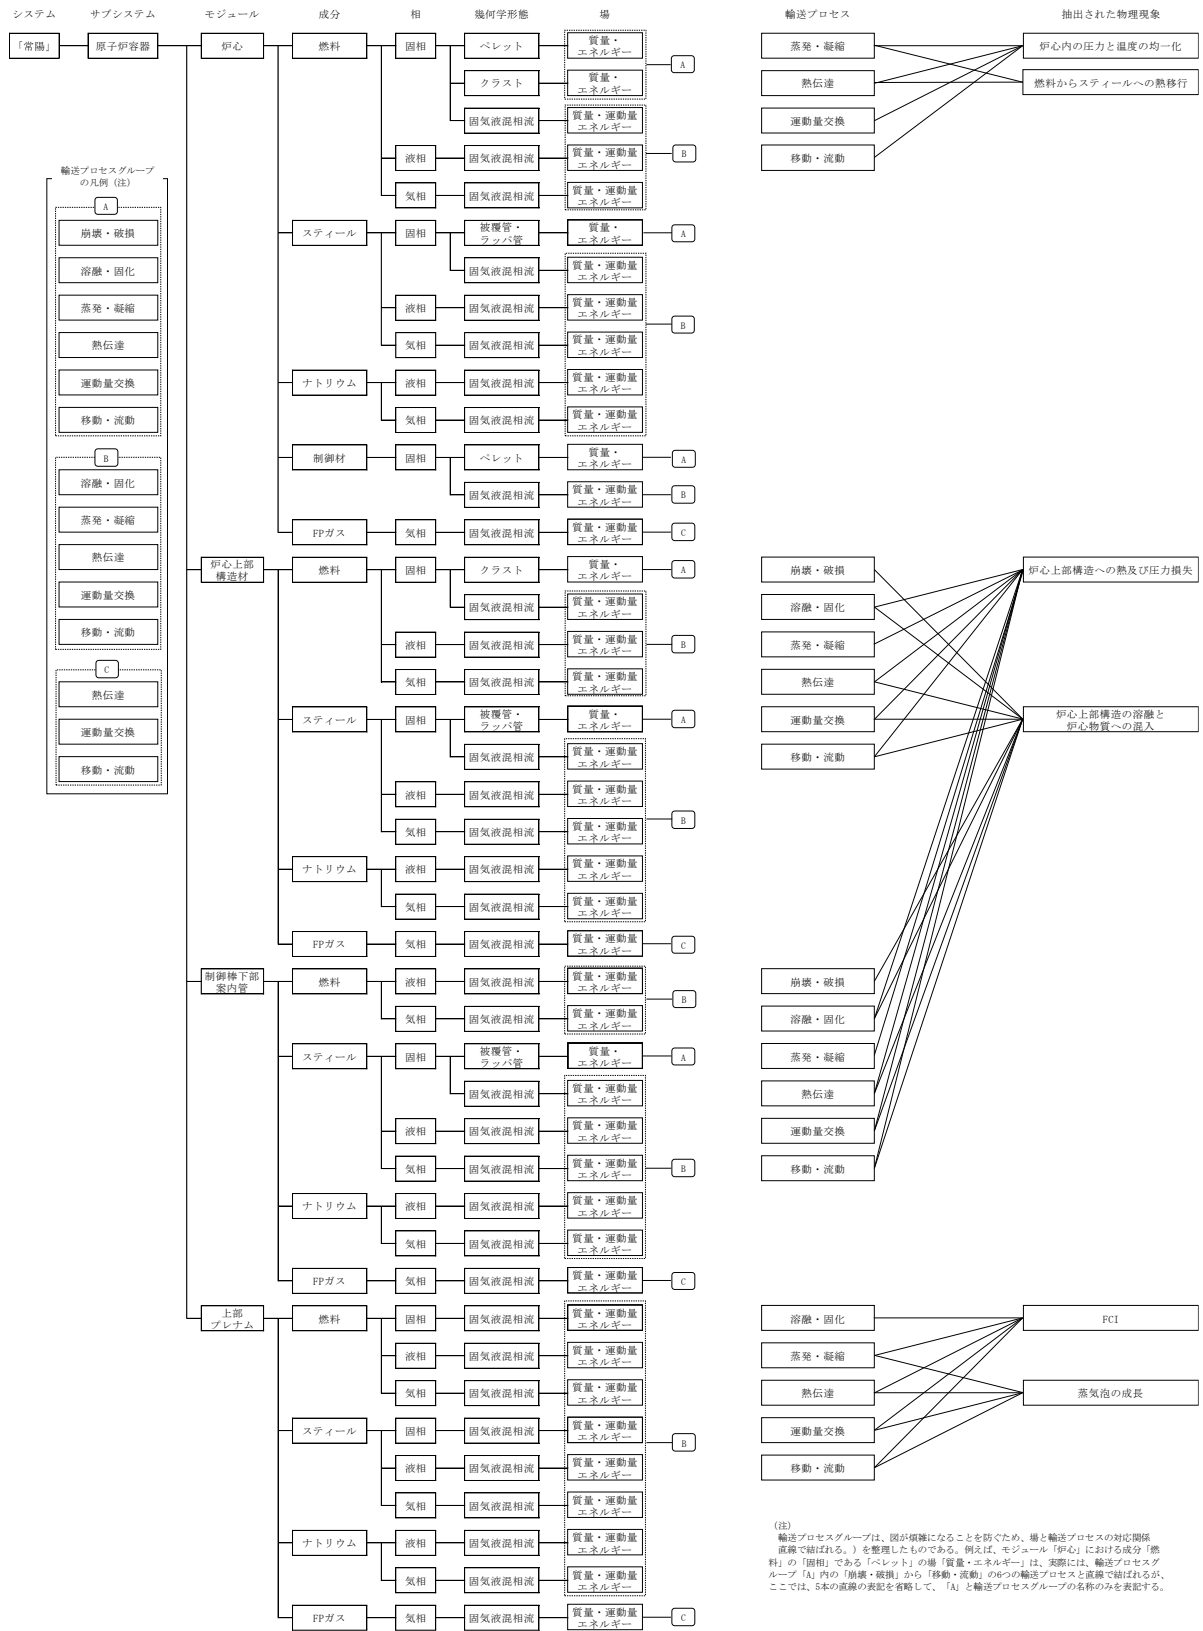 システム サブシステム モジュール 成分 相 幾何学形態 場 輸送プロセス 抽出された物理現象
「常陽」 原子炉容器 炉心 燃料 固相 ペレット 質量・
エネルギー A 蒸発・凝縮 炉心内の圧力と温度の均一化
クラスト 質量・
エネルギー 熱伝達 燃料からスティールへの熱移行
固気液混相流 質量・運動量
エネルギー 運動量交換
液相 固気液混相流 質量・運動量
エネルギー B 移動・流動
気相 固気液混相流 質量・運動量
エネルギー
スティール 固相 被覆管・
ラッパ管 質量・
エネルギー A
固気液混相流 質量・運動量
エネルギー
液相 固気液混相流 質量・運動量
エネルギー B
気相 固気液混相流 質量・運動量
エネルギー
ナトリウム 液相 固気液混相流 質量・運動量
エネルギー
気相 固気液混相流 質量・運動量
エネルギー
制御材 固相 ペレット 質量・
エネルギー A
固気液混相流 質量・運動量
エネルギー B
FPガス 気相 固気液混相流 質量・運動量
エネルギー C
輸送プロセスグループ
の凡例（注）
A
崩壊・破損
溶融・固化
蒸発・凝縮
熱伝達
運動量交換
移動・流動
B
溶融・固化
蒸発・凝縮
熱伝達
運動量交換
移動・流動
C
熱伝達
運動量交換
移動・流動
炉心上部
構造材 燃料 固相 クラスト 質量・
エネルギー A 崩壊・破損 炉心上部構造への熱及び圧力損失
固気液混相流 質量・運動量
エネルギー 溶融・固化
液相 固気液混相流 質量・運動量
エネルギー B 蒸発・凝縮
気相 固気液混相流 質量・運動量
エネルギー 熱伝達
スティール 固相 被覆管・
ラッパ管 質量・
エネルギー A 運動量交換 炉心上部構造の溶融と
炉心物質への混入
固気液混相流 質量・運動量
エネルギー 移動・流動
液相 固気液混相流 質量・運動量
エネルギー B
気相 固気液混相流 質量・運動量
エネルギー
ナトリウム 液相 固気液混相流 質量・運動量
エネルギー
気相 固気液混相流 質量・運動量
エネルギー
FPガス 気相 固気液混相流 質量・運動量
エネルギー C
制御棒下部
案内管 燃料 液相 固気液混相流 質量・運動量
エネルギー B 崩壊・破損
気相 固気液混相流 質量・運動量
エネルギー 溶融・固化
スティール 固相 被覆管・
ラッパ管 質量・
エネルギー A 蒸発・凝縮
固気液混相流 質量・運動量
エネルギー 熱伝達
液相 固気液混相流 質量・運動量
エネルギー 運動量交換
気相 固気液混相流 質量・運動量
エネルギー B 移動・流動
ナトリウム 液相 固気液混相流 質量・運動量
エネルギー
気相 固気液混相流 質量・運動量
エネルギー
FPガス 気相 固気液混相流 質量・運動量
エネルギー C
上部
プレナム 燃料 固相 固気液混相流 質量・運動量
エネルギー 溶融・固化 FCI
液相 固気液混相流 質量・運動量
エネルギー 蒸発・凝縮
気相 固気液混相流 質量・運動量
エネルギー 熱伝達 蒸気泡の成長
スティール 固相 固気液混相流 質量・運動量
エネルギー B 運動量交換
液相 固気液混相流 質量・運動量
エネルギー 移動・流動
気相 固気液混相流 質量・運動量
エネルギー
ナトリウム 液相 固気液混相流 質量・運動量
エネルギー
気相 固気液混相流 質量・運動量
エネルギー
FPガス 気相 固気液混相流 質量・運動量
エネルギー C
（注）
輸送プロセスグループは、図が煩雑になることを防ぐため、場と輸送プロセスの対応関係
直線で結ばれる。）を整理したものである。例えば、モジュール「炉心」における成分「燃
料」の「固相」である「ペレット」の場「質量・エネルギー」は、実際には、輸送プロセスグ
ループ「A」内の「崩壊・破損」から「移動・流動」の6つの輸送プロセスと直線で結ばれるが、
ここでは、5本の直線の表記を省略して、「A」と輸送プロセスグループの名称のみを表記する。